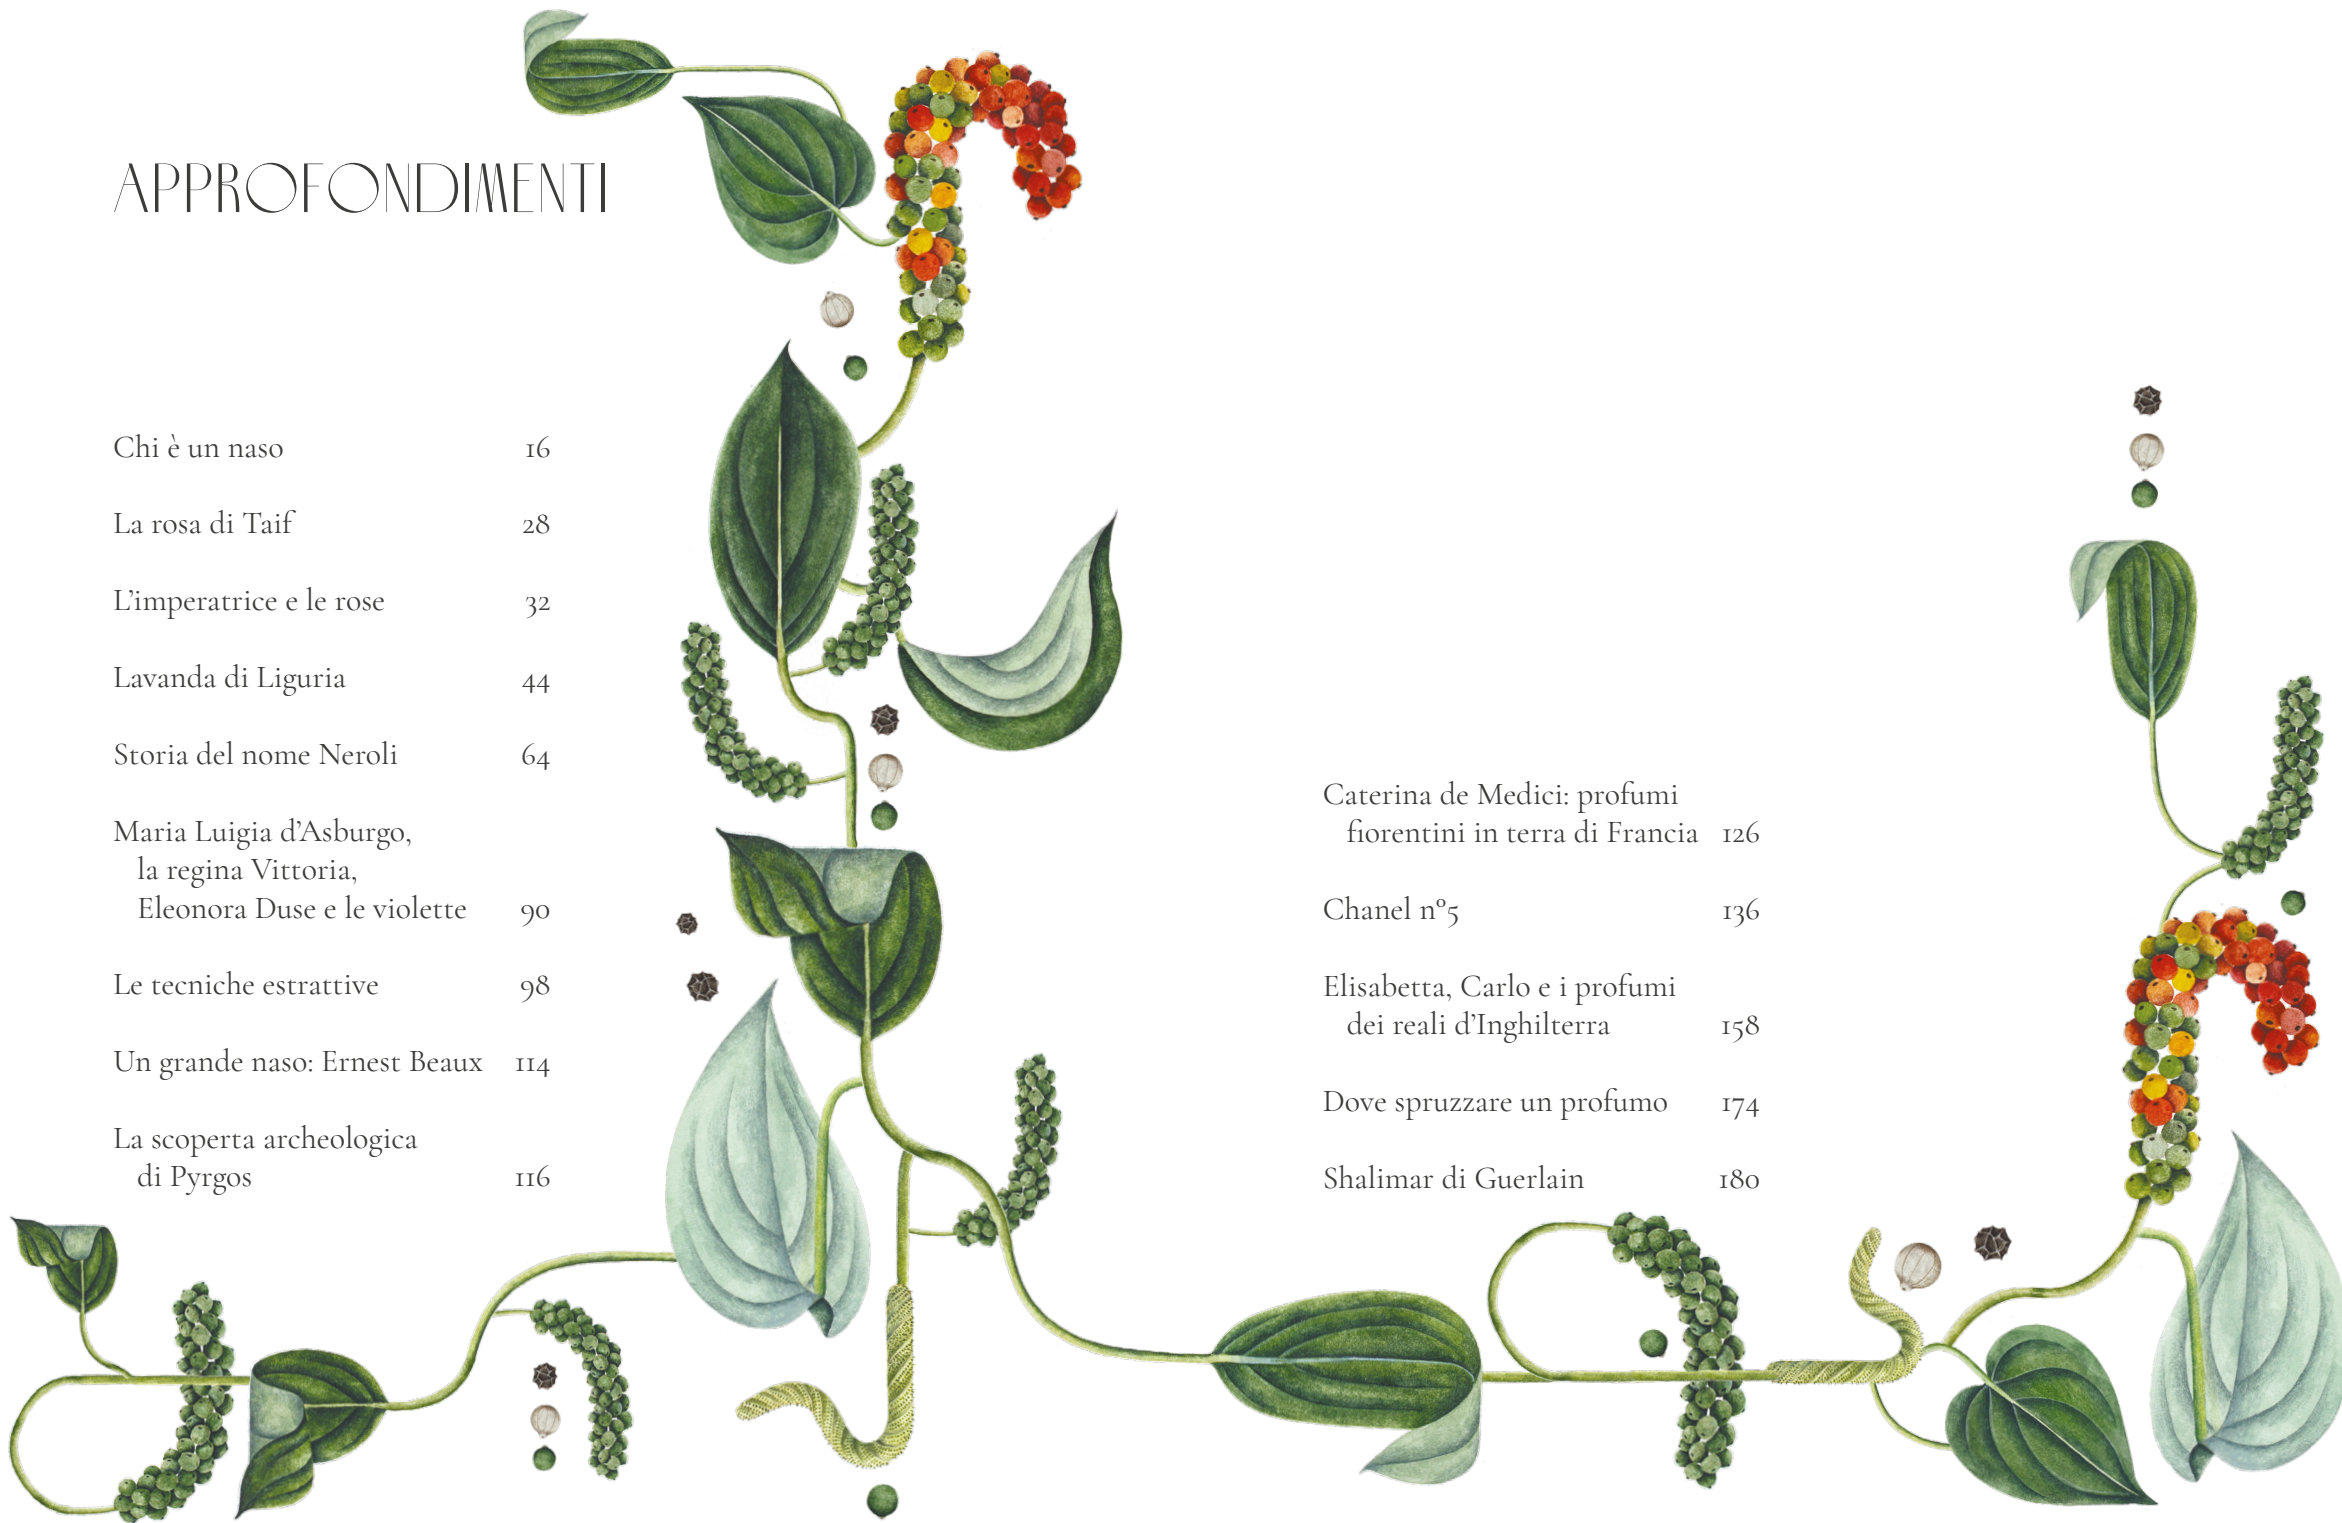 APPROFONDIMENTI
Chi è un naso 16
La rosa di Taif 28
L’imperatrice e le rose 32
Lavanda di Liguria 44
Storia del nome Neroli 64
Maria Luigia d’Asburgo,
la regina Vittoria,
Eleonora Duse e le violette 90
Le tecniche estrattive 98
Un grande naso: Ernest Beaux 114
La scoperta archeologica
di Pyrgos 116
Caterina de Medici: profumi
fiorentini in terra di Francia 126
Chanel n°5 136
Elisabetta, Carlo e i profumi
dei reali d’Inghilterra 158
Dove spruzzare un profumo 174
Shalimar di Guerlain 180